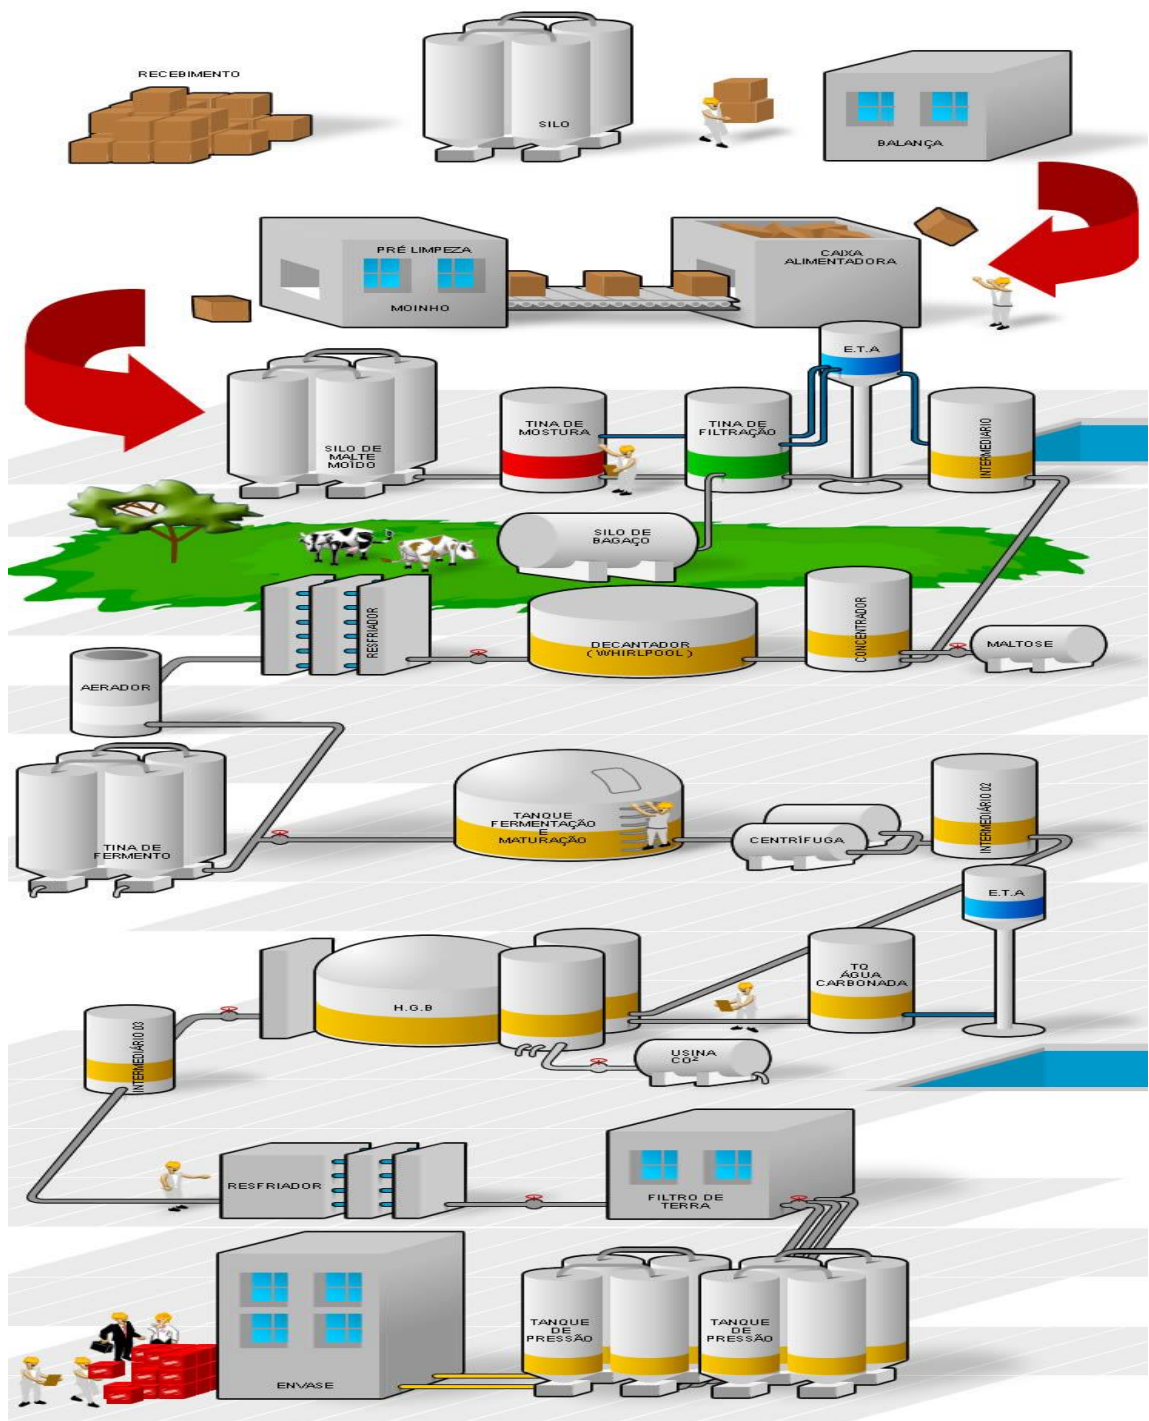 RECEBIMENTO
SILO
BALANÇA
PRÉ LIMPEZA
MOINHO
CAIXA
ALIMENTADORA
E.T.A
SILO DE
MALTE
MOÍDO
TINA DE
MOSTURA
TINA DE
FILTRAÇÃO
INTERMEDIÁRIO
SILO DE
BAGAÇO
RESFRIADOR
DECANTADOR
( WHIRLPOOL )
CONCENTRADOR
MALTOSE
AERADOR
TINA DE
FERMENTO
TANQUE
FERMENTAÇÃO
E
MATURAÇÃO
CENTRÍFUGA
INTERMEDIÁRIO 02
E.T.A
H.G.B
TQ
ÁGUA
CARBONADA
INTERMEDIÁRIO 03
USINA
CO²
RESFRIADOR
FILTRO DE
TERRA
ENVASE
TANQUE
DE
PRESSÃO
TANQUE
DE
PRESSÃO